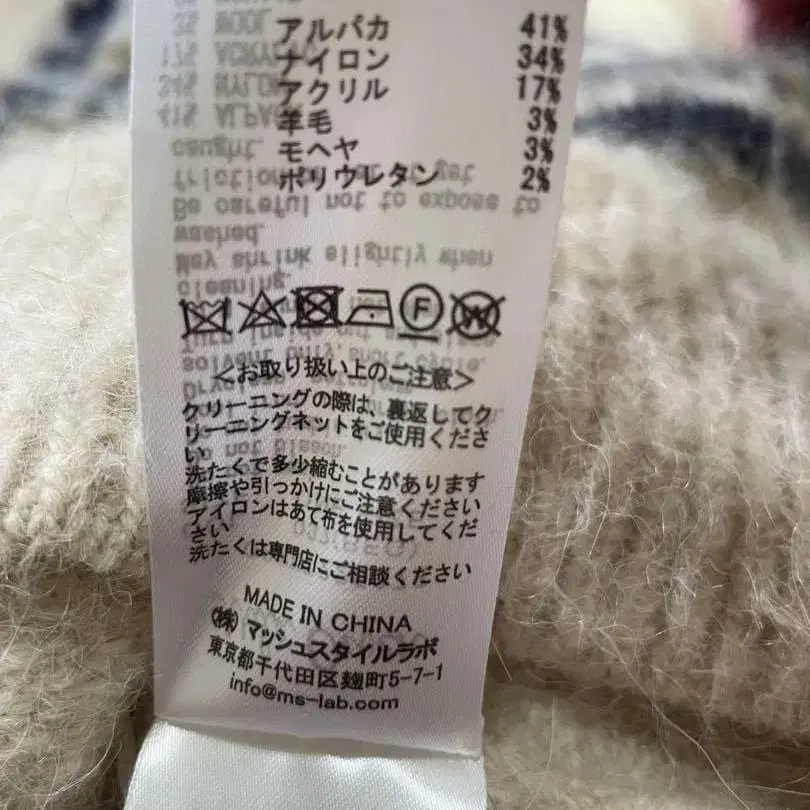 アルパカ 41%
ナイロン 34%
アクリル 17%
羊毛 3%
モヘヤ 3%
ポリウレタン 2%
F W
<お取り扱い上のご注意>
クリーニングの際は、裏返してク
リーニングネットをご使用くださ
い
洗たくで多少縮むことがあります
摩擦や引っかけにご注意ください
アイロンはあて布を使用してくだ
さい
洗たくは専門店にご相談ください
MADE IN CHINA
㈱ マッシュスタイルラボ
東京都千代田区麹町5-7-1
info@ms-lab.com